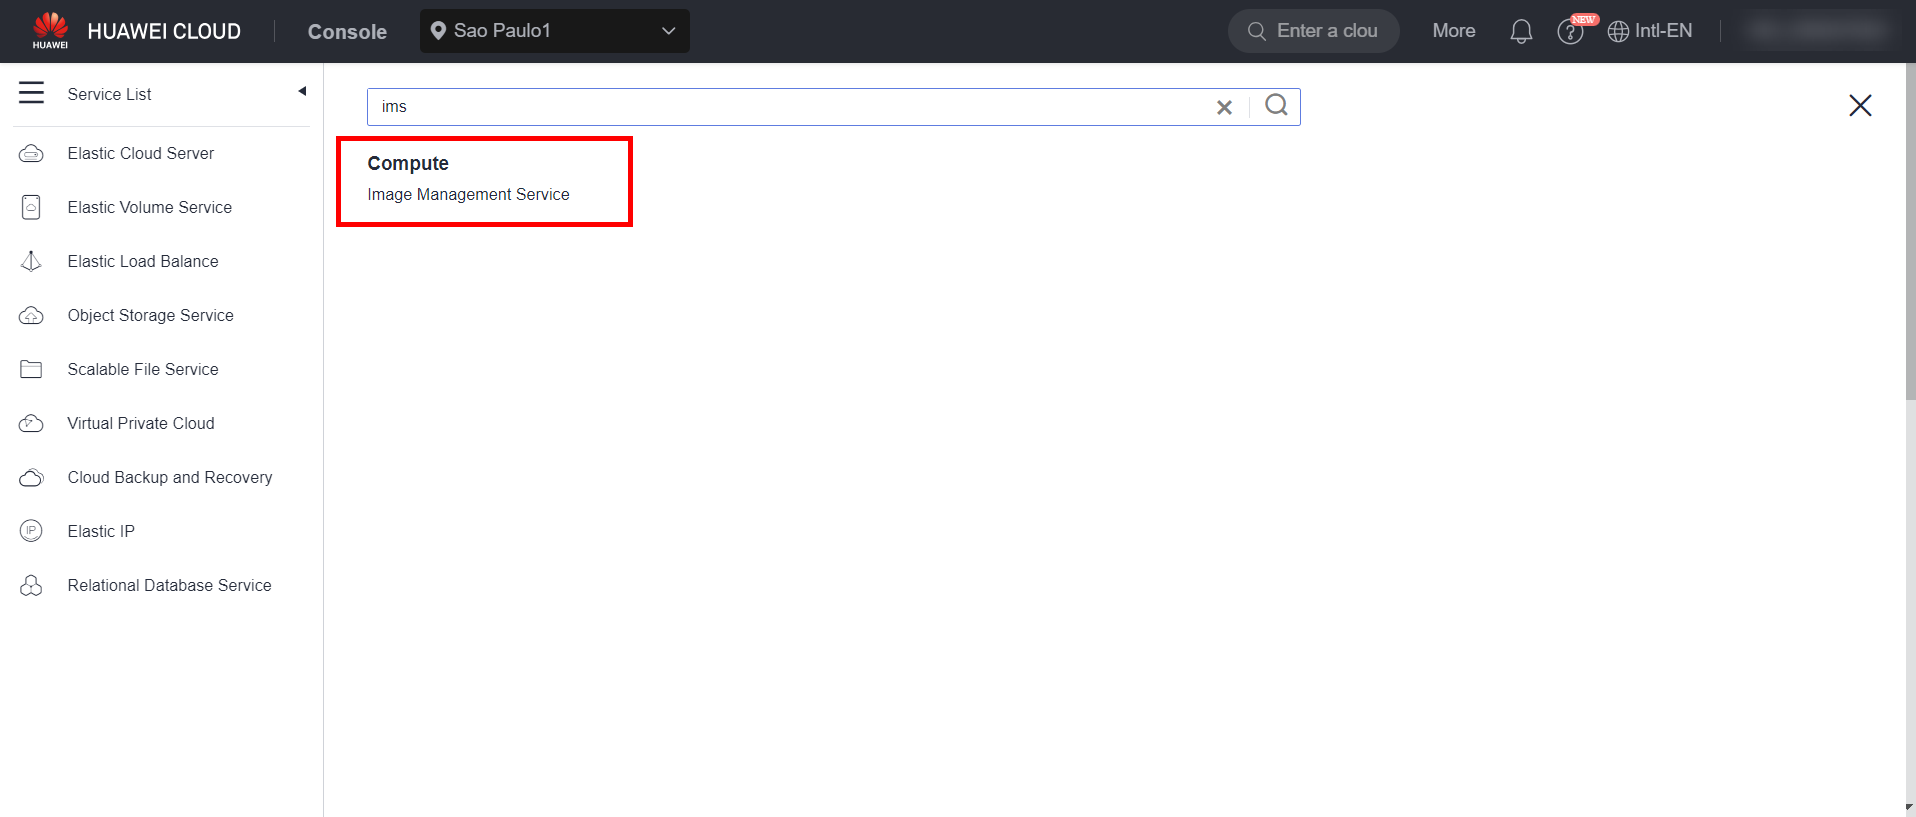 HUAWEI
HUAWEI CLOUD
Console
Sao Paulo1
Enter a clou
More
NEW
Intl-EN
Service List
ims
Compute
Image Management Service
Elastic Cloud Server
Elastic Volume Service
Elastic Load Balance
Object Storage Service
Scalable File Service
Virtual Private Cloud
Cloud Backup and Recovery
IP
Elastic IP
Relational Database Service